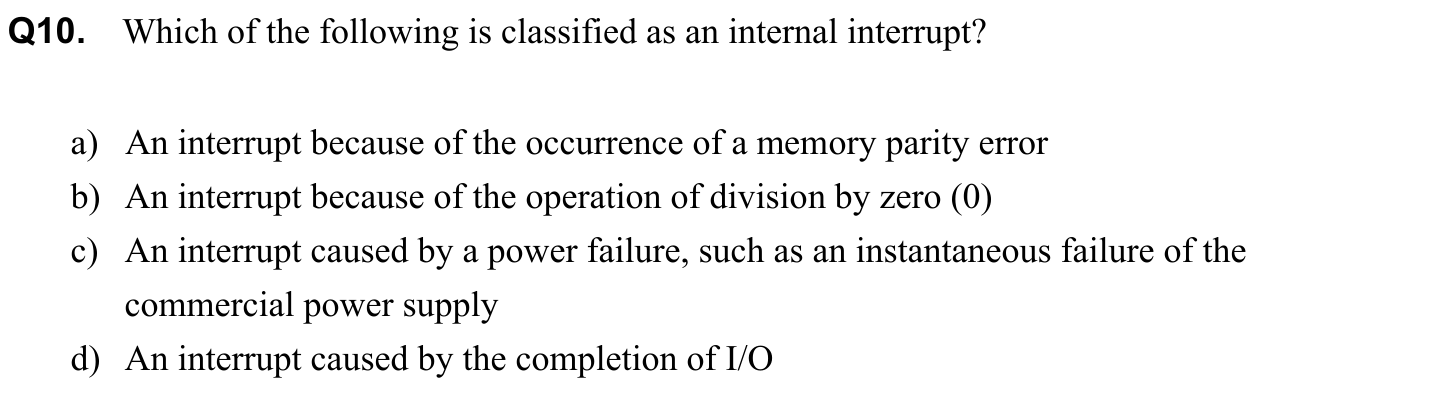 Q10. Which of the following is classified as an internal interrupt?
a) An interrupt because of the occurrence of a memory parity error
b) An interrupt because of the operation of division by zero (0)
c) An interrupt caused by a power failure, such as an instantaneous failure of the
commercial power supply
d) An interrupt caused by the completion of I/O